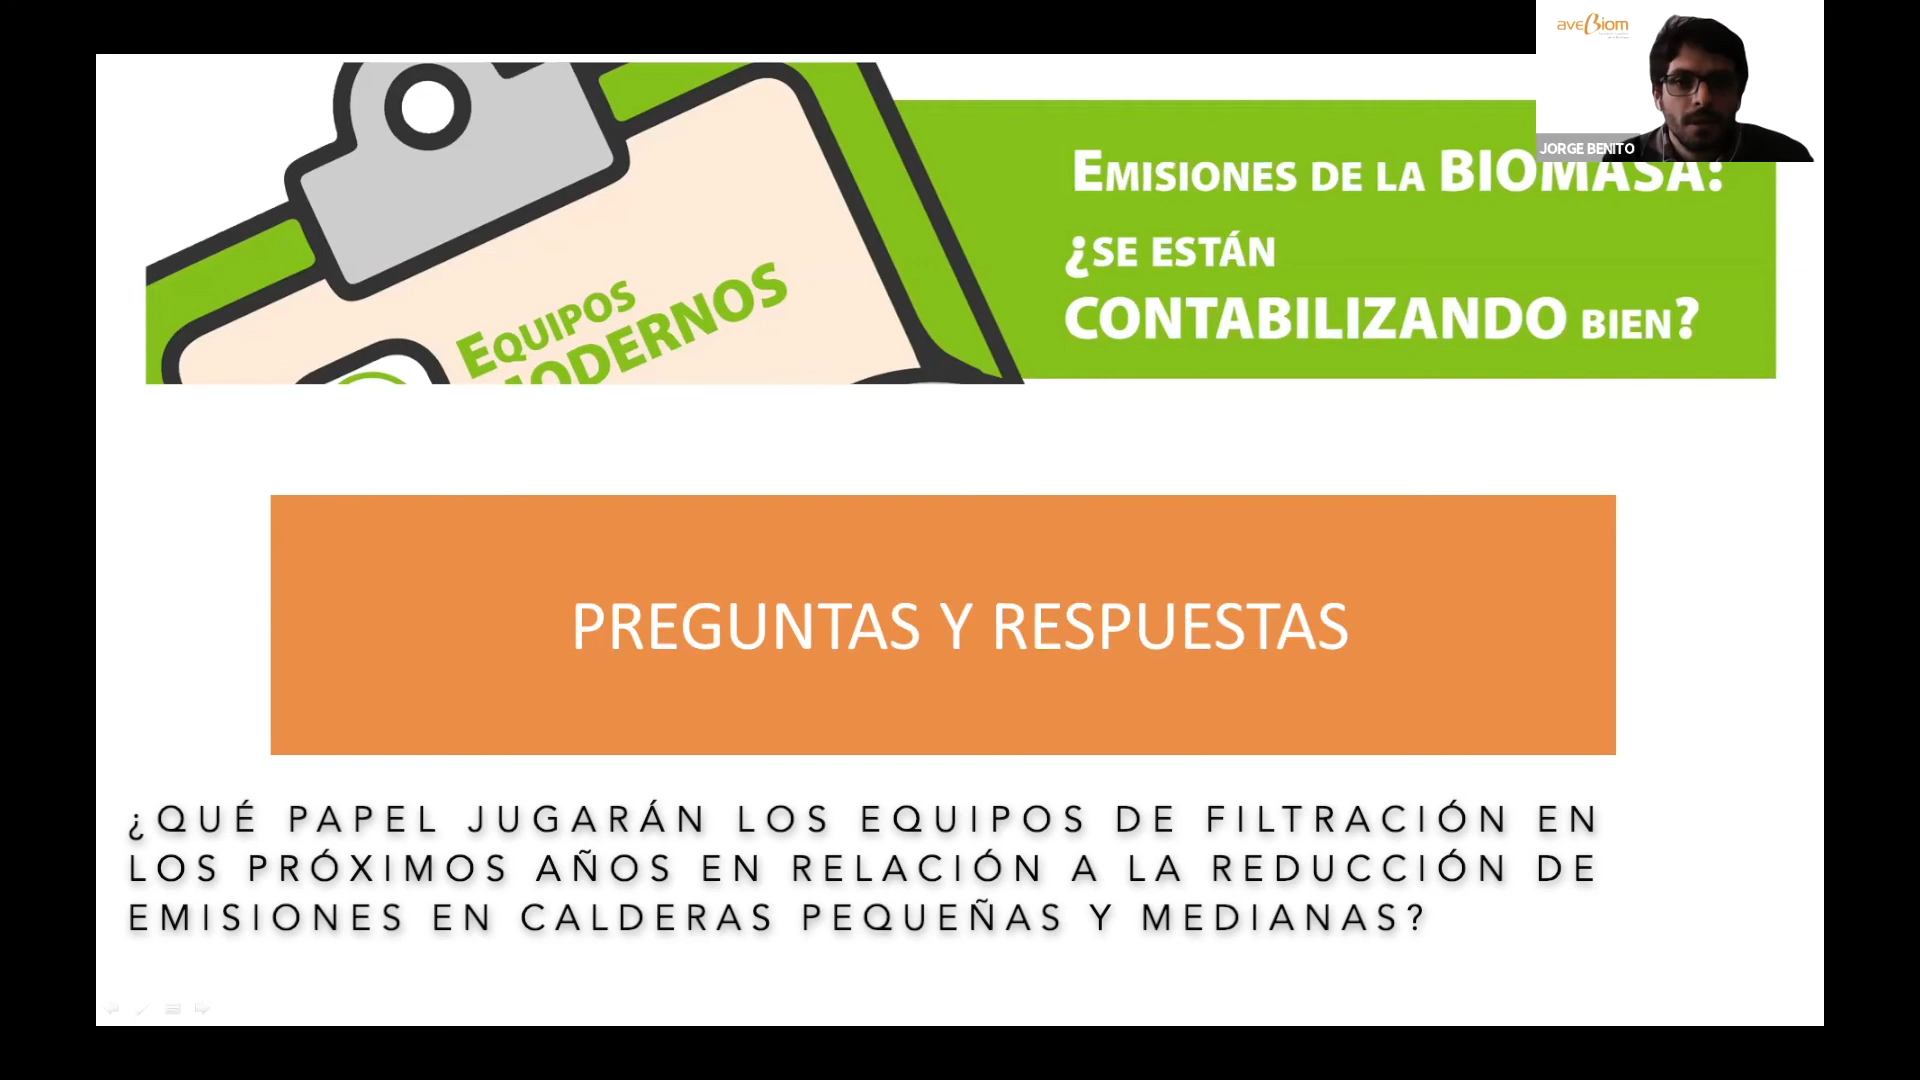 aveBiom
JORGE BENITO
EMISIONES DE LA BIOMASA:
¿SE ESTÁN
CONTABILIZANDO BIEN?
EQUIPOS
MODERNOS
PREGUNTAS Y RESPUESTAS
¿QUÉ PAPEL JUGARÁN LOS EQUIPOS DE FILTRACIÓN EN
LOS PRÓXIMOS AÑOS EN RELACIÓN A LA REDUCCIÓN DE
EMISIONES EN CALDERAS PEQUEÑAS Y MEDIANAS?